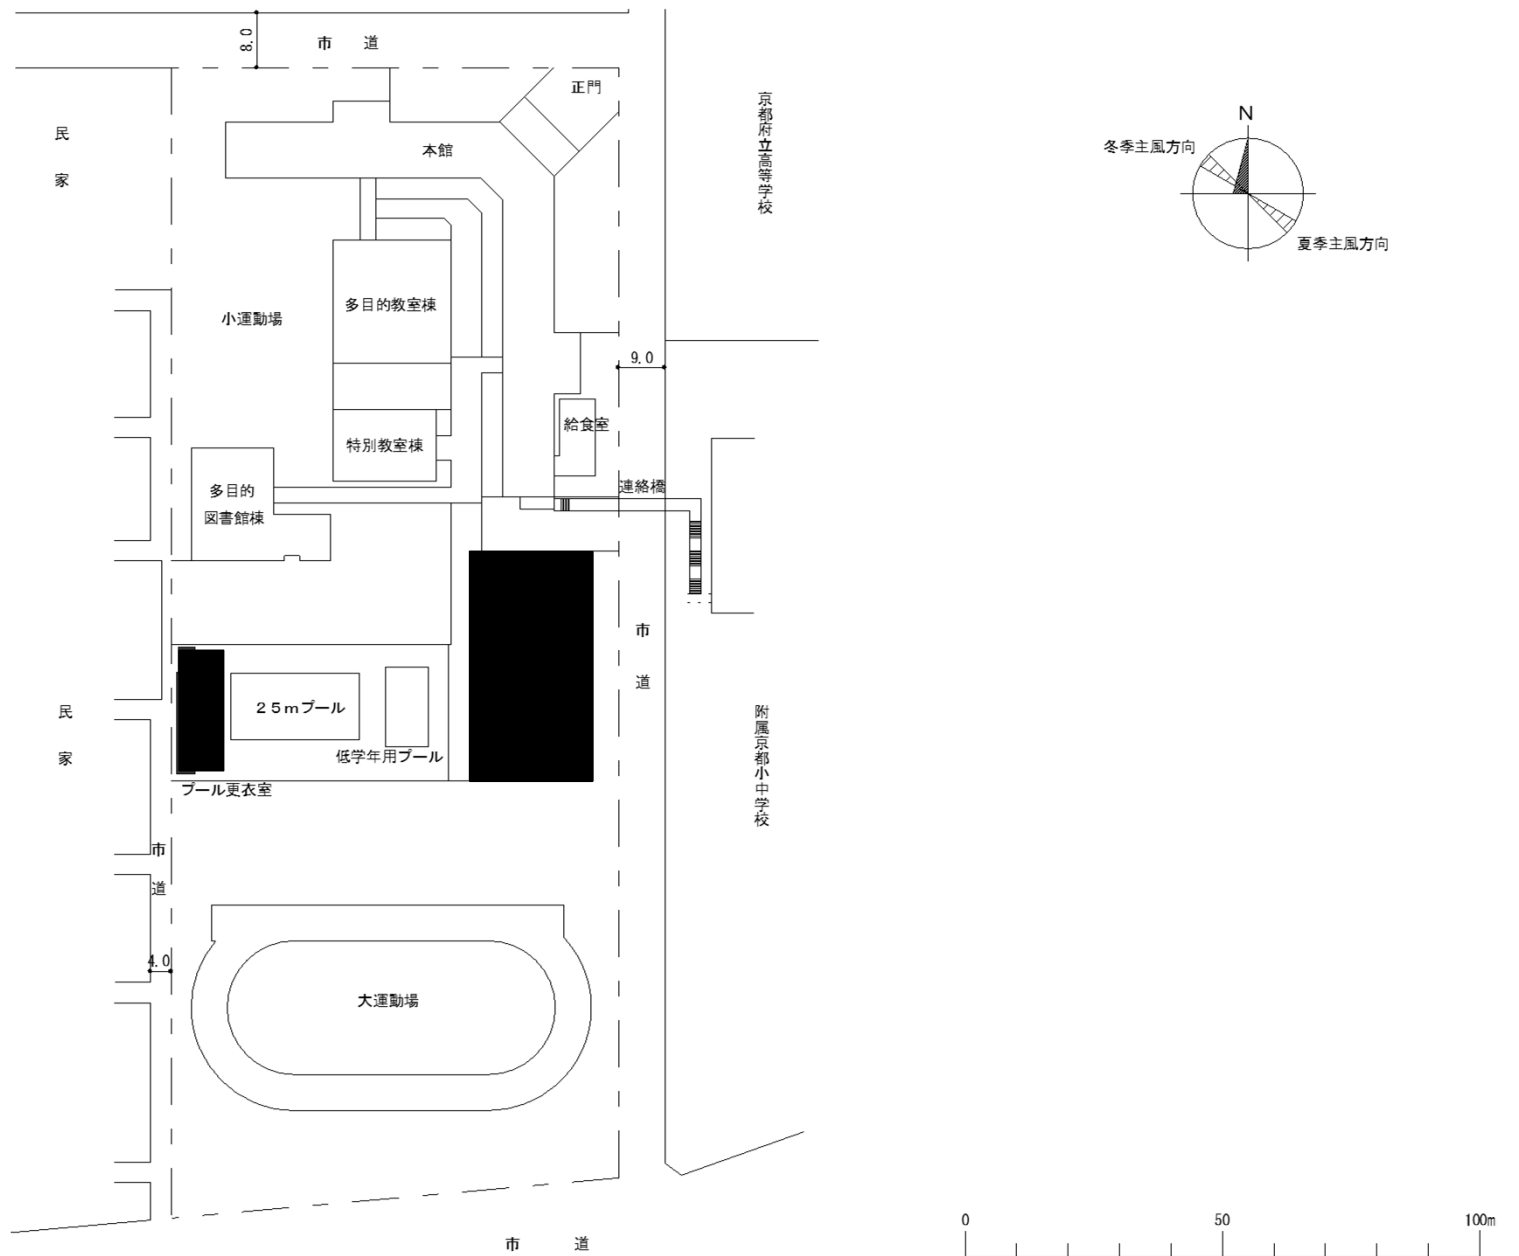 8.0
市 道
正門
民家
本館
京都府立高等学校
N
冬季主風方向
夏季主風方向
多目的教室棟
小運動場
9.0
給食室
特別教室棟
連絡橋
多目的
図書館棟
市道
民家
25mプール
低学年用プール
プール更衣室
附属京都小中学校
市道
4.0
大運動場
市 道
0 50 100m